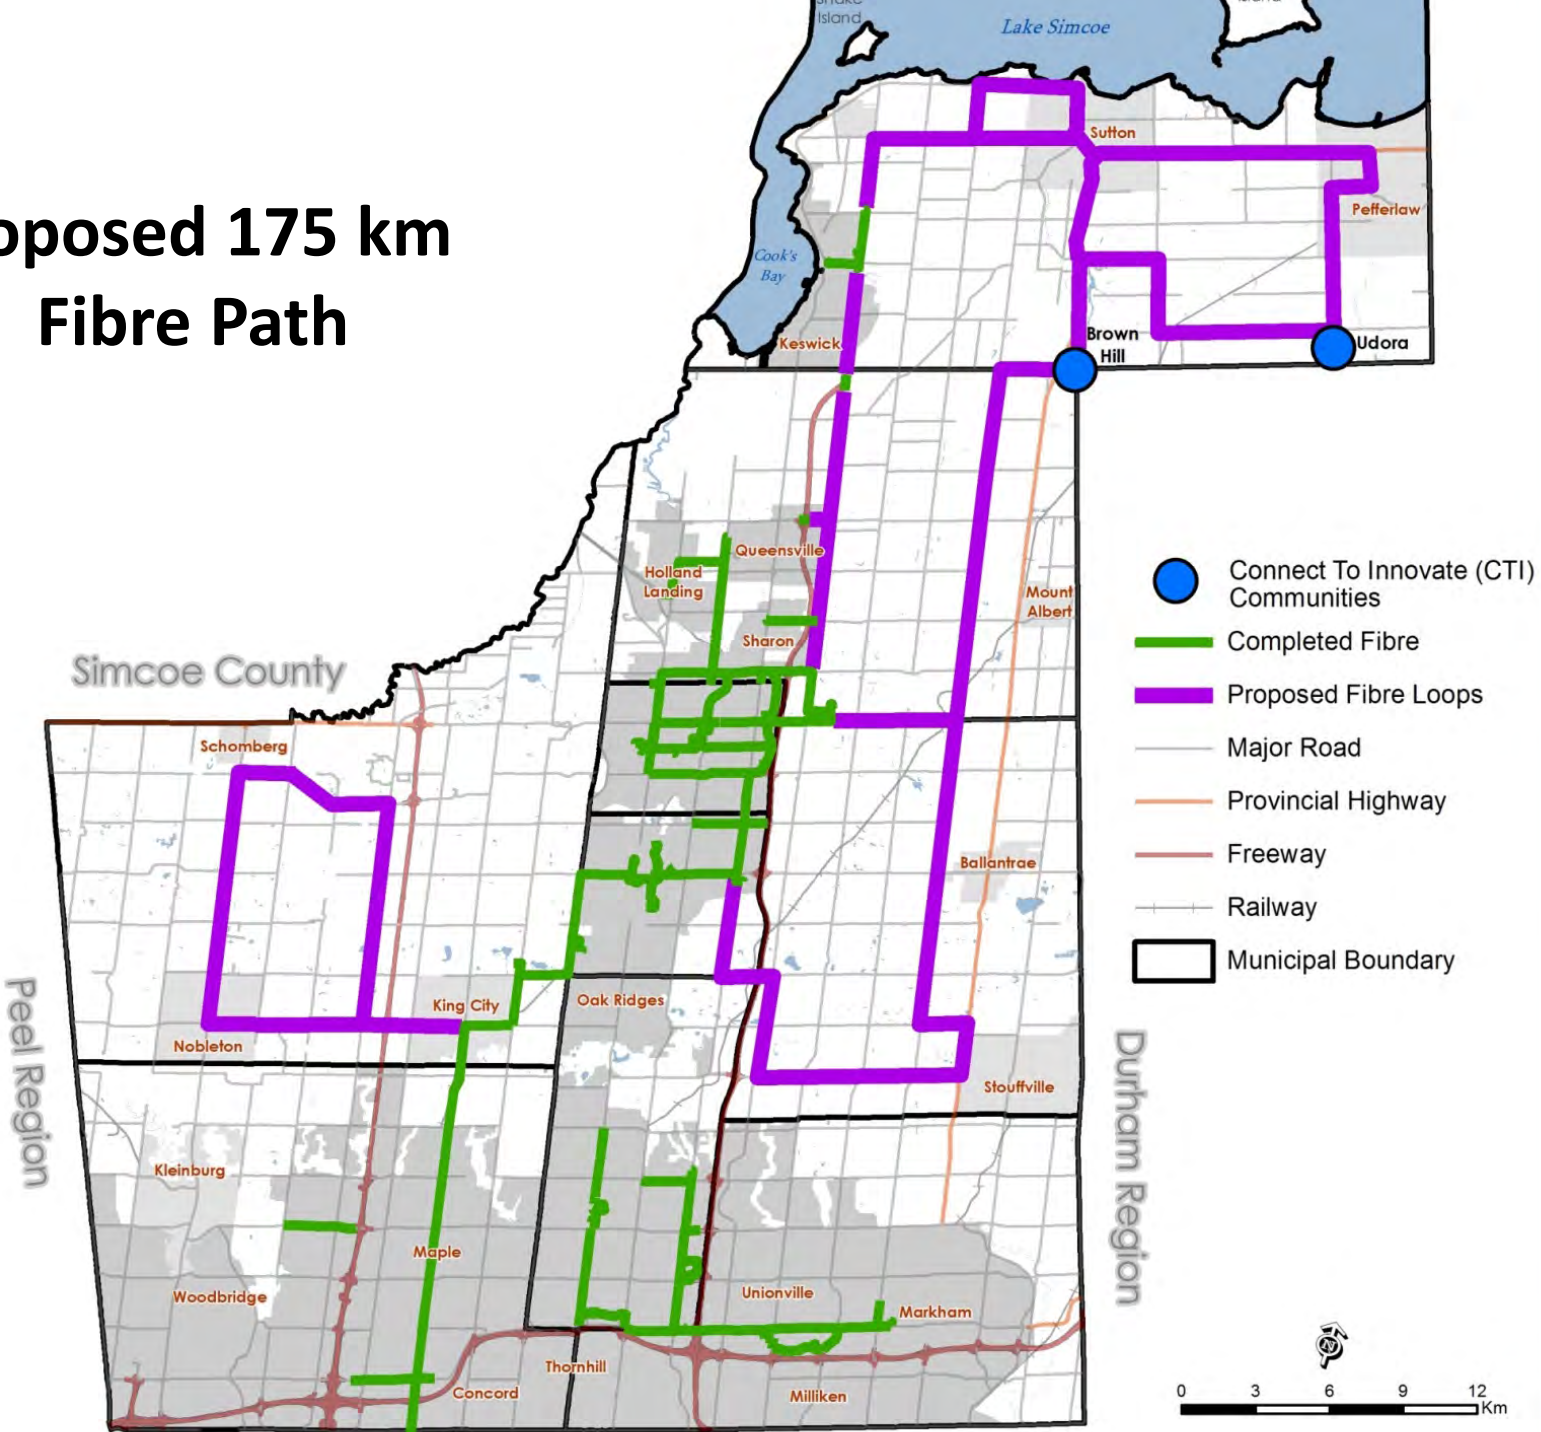 Island
Lake Simcoe
Sutton
oposed 175 km
Fibre Path
Pefferlaw
Cook's
Bay
Keswick
Brown
Hill
Udora
Queensville
Holland
Landing
Mount
Albert
Sharon
Connect To Innovate (CTI)
Communities
Completed Fibre
Proposed Fibre Loops
Major Road
Provincial Highway
Freeway
Railway
Municipal Boundary
Simcoe County
Schomberg
Ballantrae
Peel Region
King City
Oak Ridges
Nobleton
Stouffville
Durham Region
Kleinburg
Maple
Woodbridge
Unionville
Markham
Thornhill
Concord
Milliken
N
0 3 6 9 12
Km